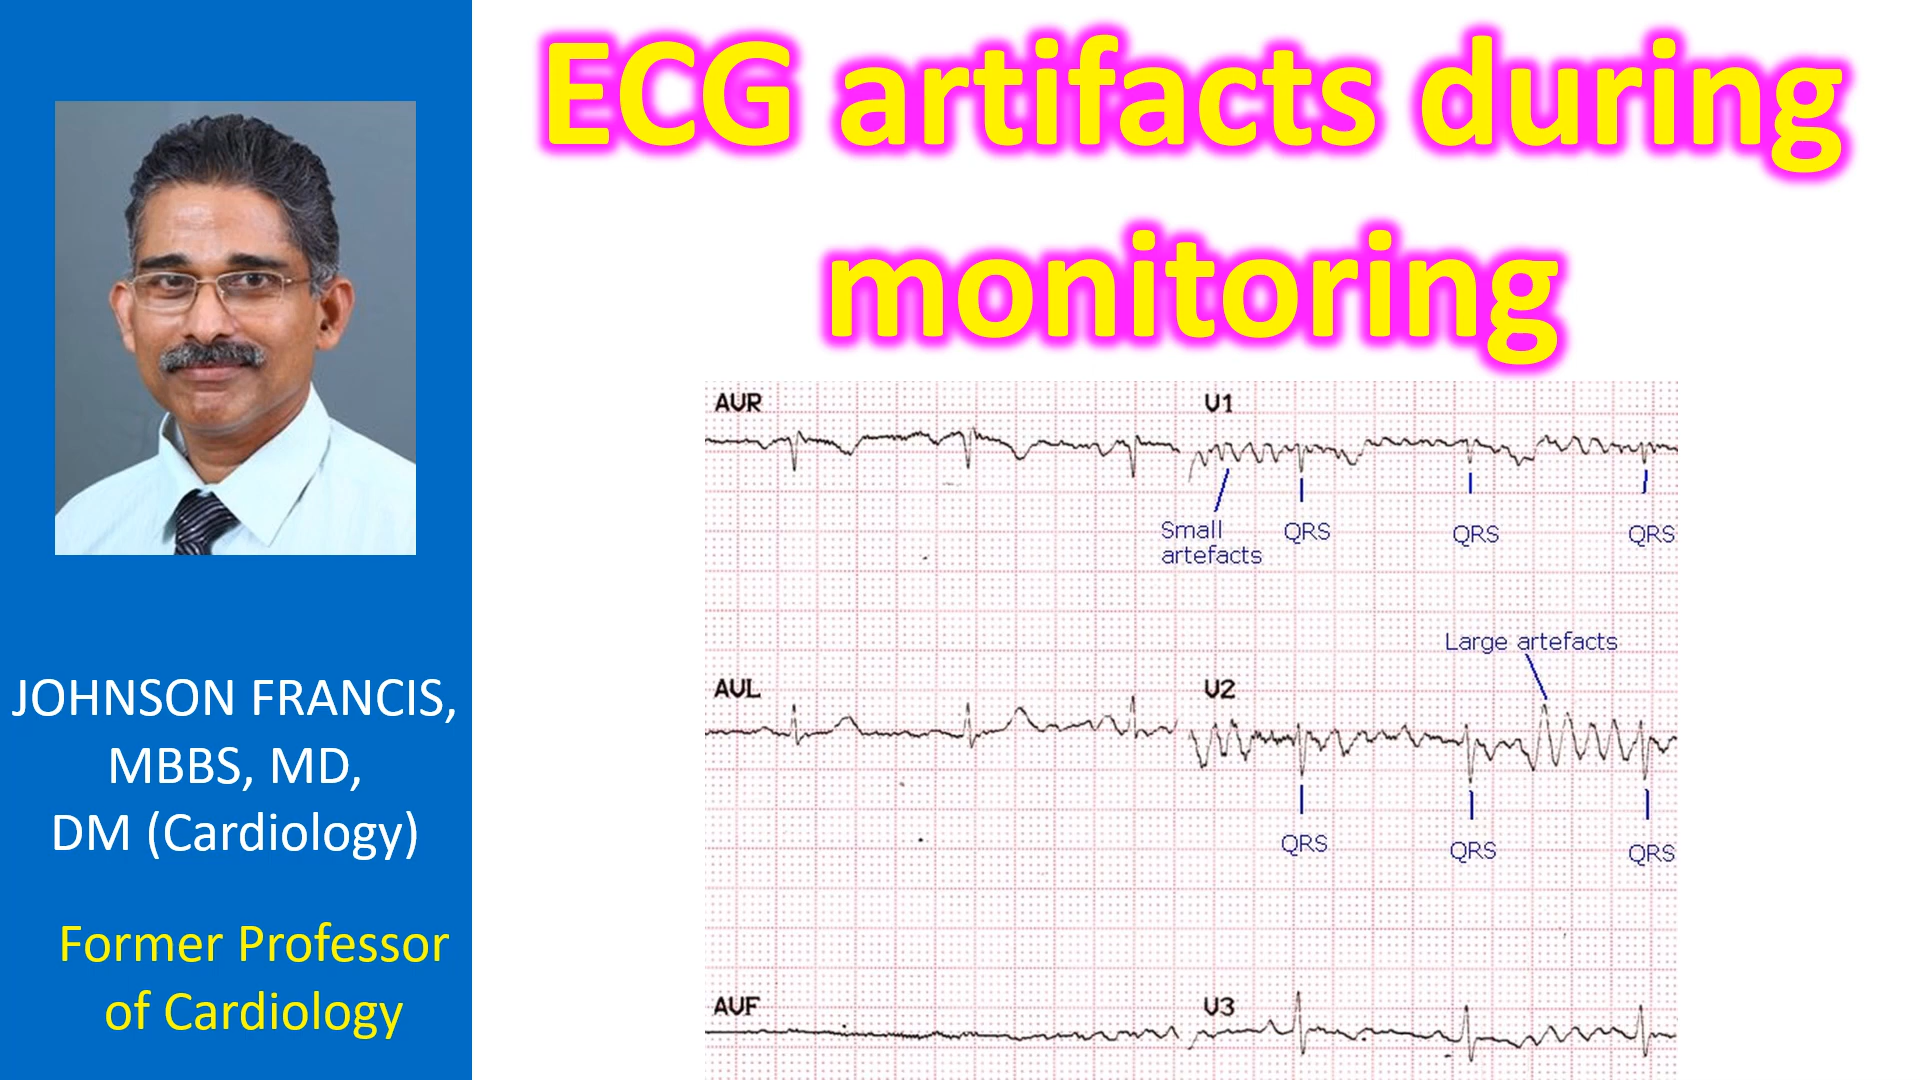 ECG artifacts during
monitoring
JOHNSON FRANCIS,
MBBS, MD,
DM (Cardiology)
Former Professor
of Cardiology
AVR
V1
Small
artefacts
QRS
QRS
QRS
Large artefacts
AVL
V2
QRS
QRS
QRS
AVF
V3